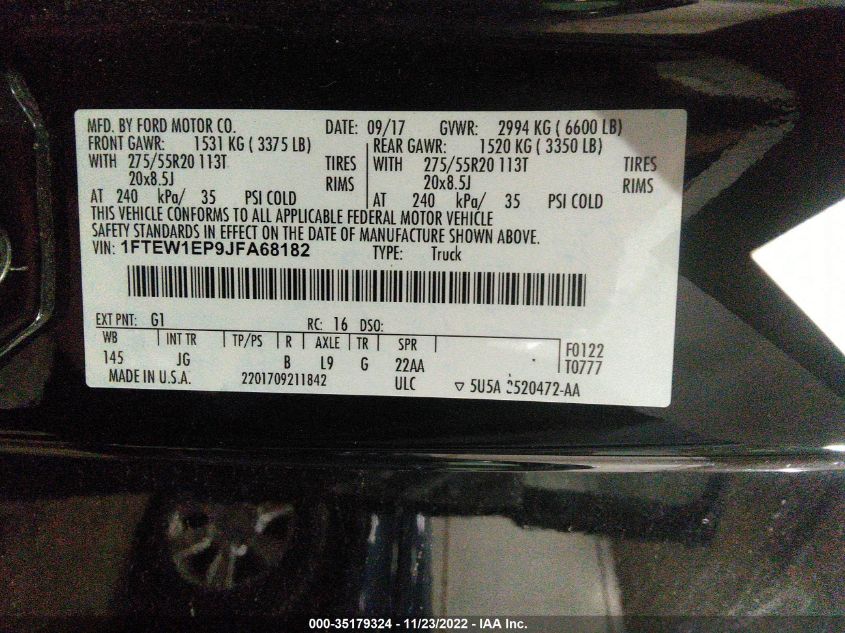 MFD. BY FORD MOTOR CO. DATE: 09/17 GVWR: 2994 KG ( 6600 LB)
FRONT GAWR: 1531 KG ( 3375 LB) REAR GAWR: 1520 KG ( 3350 LB)
WITH 275/55R20 113T TIRES WITH 275/55R20 113T TIRES
20x8.5J RIMS 20x8.5J RIMS
AT 240 kPa/ 35 PSI COLD AT 240 kPa/ 35 PSI COLD
THIS VEHICLE CONFORMS TO ALL APPLICABLE FEDERAL MOTOR VEHICLE
SAFETY STANDARDS IN EFFECT ON THE DATE OF MANUFACTURE SHOWN ABOVE.
VIN: 1FTEW1EP9JFA68182 TYPE: Truck
EXT PNT: G1 RC: 16 DSO:
WB INT TR TP/PS R AXLE TR SPR F0122
145 JG B L9 G 22AA T0777
MADE IN U.S.A. 2201709211842 ULC ▽ 5U5A 520472-AA
000-35179324 - 11/23/2022 - IAA Inc.